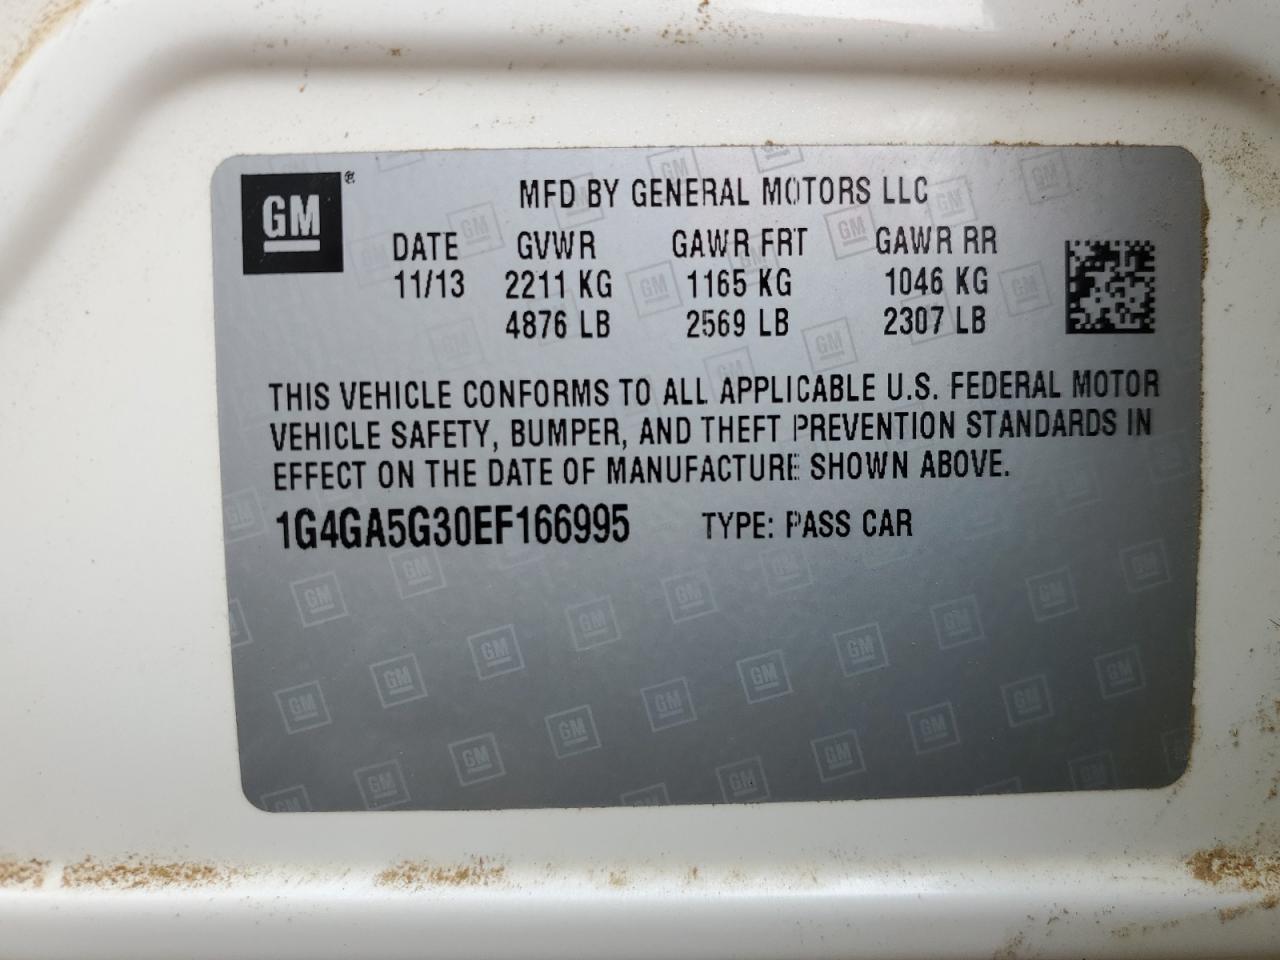 GM ®
MFD BY GENERAL MOTORS LLC
DATE GVWR GAWR FRT GAWR RR
11/13 2211 KG 1165 KG 1046 KG
4876 LB 2569 LB 2307 LB
THIS VEHICLE CONFORMS TO ALL APPLICABLE U.S. FEDERAL MOTOR
VEHICLE SAFETY, BUMPER, AND THEFT PREVENTION STANDARDS IN
EFFECT ON THE DATE OF MANUFACTURE SHOWN ABOVE.
1G4GA5G30EF166995 TYPE: PASS CAR